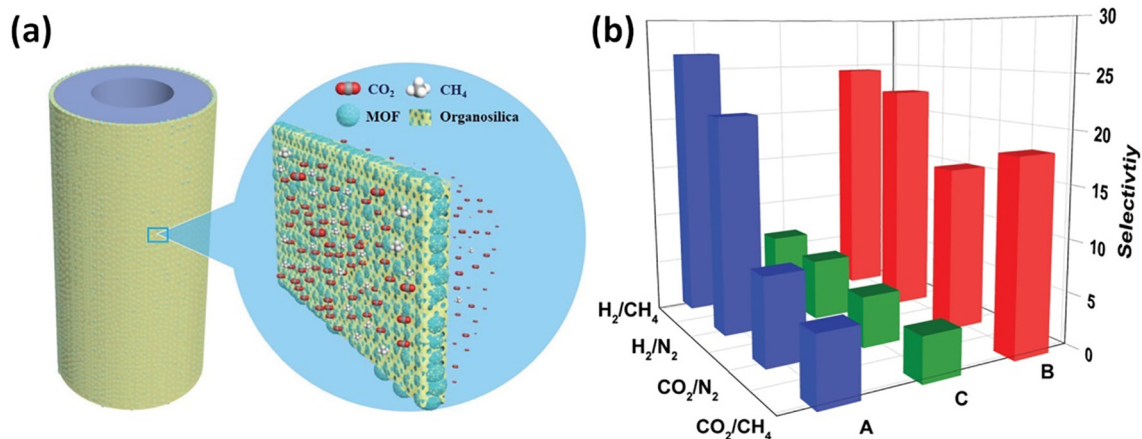 (a)
CO2
CH4
MOF
Organosilica
(b)
30
25
20
15
10
5
0
Selectivtiy
H2/CH4
H2/N2
CO2/N2
CO2/CH4
A
C
B